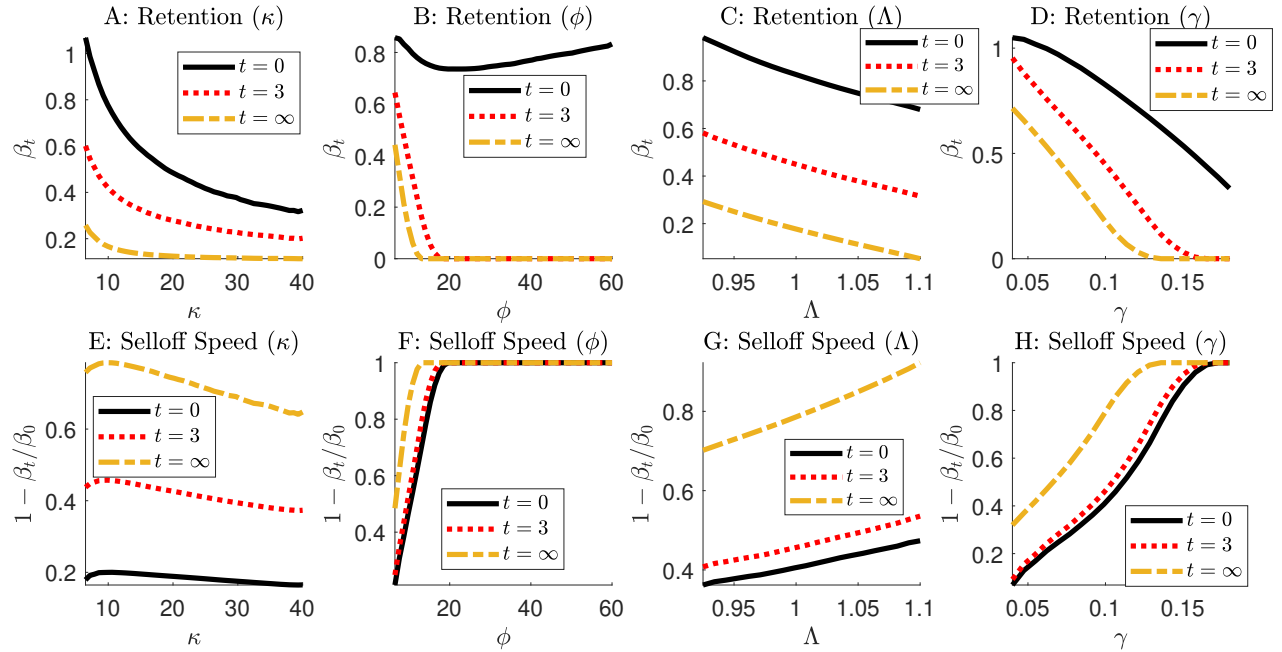 A: Retention (κ)
β_t
1
0.8
0.6
0.4
0.2
10
20
30
40
κ
t = 0
t = 3
t = ∞
B: Retention (ϕ)
β_t
0.8
0.6
0.4
0.2
0
20
40
60
ϕ
t = 0
t = 3
t = ∞
C: Retention (Λ)
β_t
0.8
0.6
0.4
0.2
0.95
1
1.05
1.1
Λ
t = 0
t = 3
t = ∞
D: Retention (γ)
β_t
1
0.5
0
0.05
0.1
0.15
γ
t = 0
t = 3
t = ∞
E: Selloff Speed (κ)
1 − β_t/β_0
0.6
0.4
0.2
10
20
30
40
κ
t = 0
t = 3
t = ∞
F: Selloff Speed (ϕ)
1 − β_t/β_0
1
0.8
0.6
0.4
20
40
60
ϕ
t = 0
t = 3
t = ∞
G: Selloff Speed (Λ)
1 − β_t/β_0
0.8
0.6
0.4
0.95
1
1.05
1.1
Λ
t = 0
t = 3
t = ∞
H: Selloff Speed (γ)
1 − β_t/β_0
1
0.8
0.6
0.4
0.2
0.05
0.1
0.15
γ
t = 0
t = 3
t = ∞